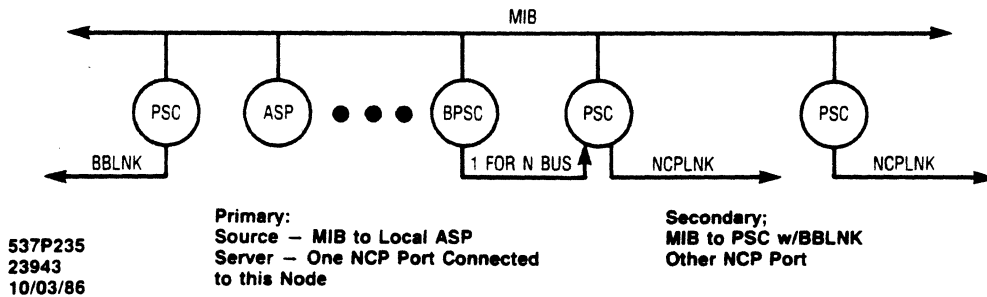 MIB
PSC
ASP
BPSC
PSC
PSC
BBLNK
1 FOR N BUS
NCPLNK
NCPLNK
Primary:
Source – MIB to Local ASP
Server – One NCP Port Connected
to this Node
Secondary;
MIB to PSC w/BBLNK
Other NCP Port
537P235
23943
10/03/86